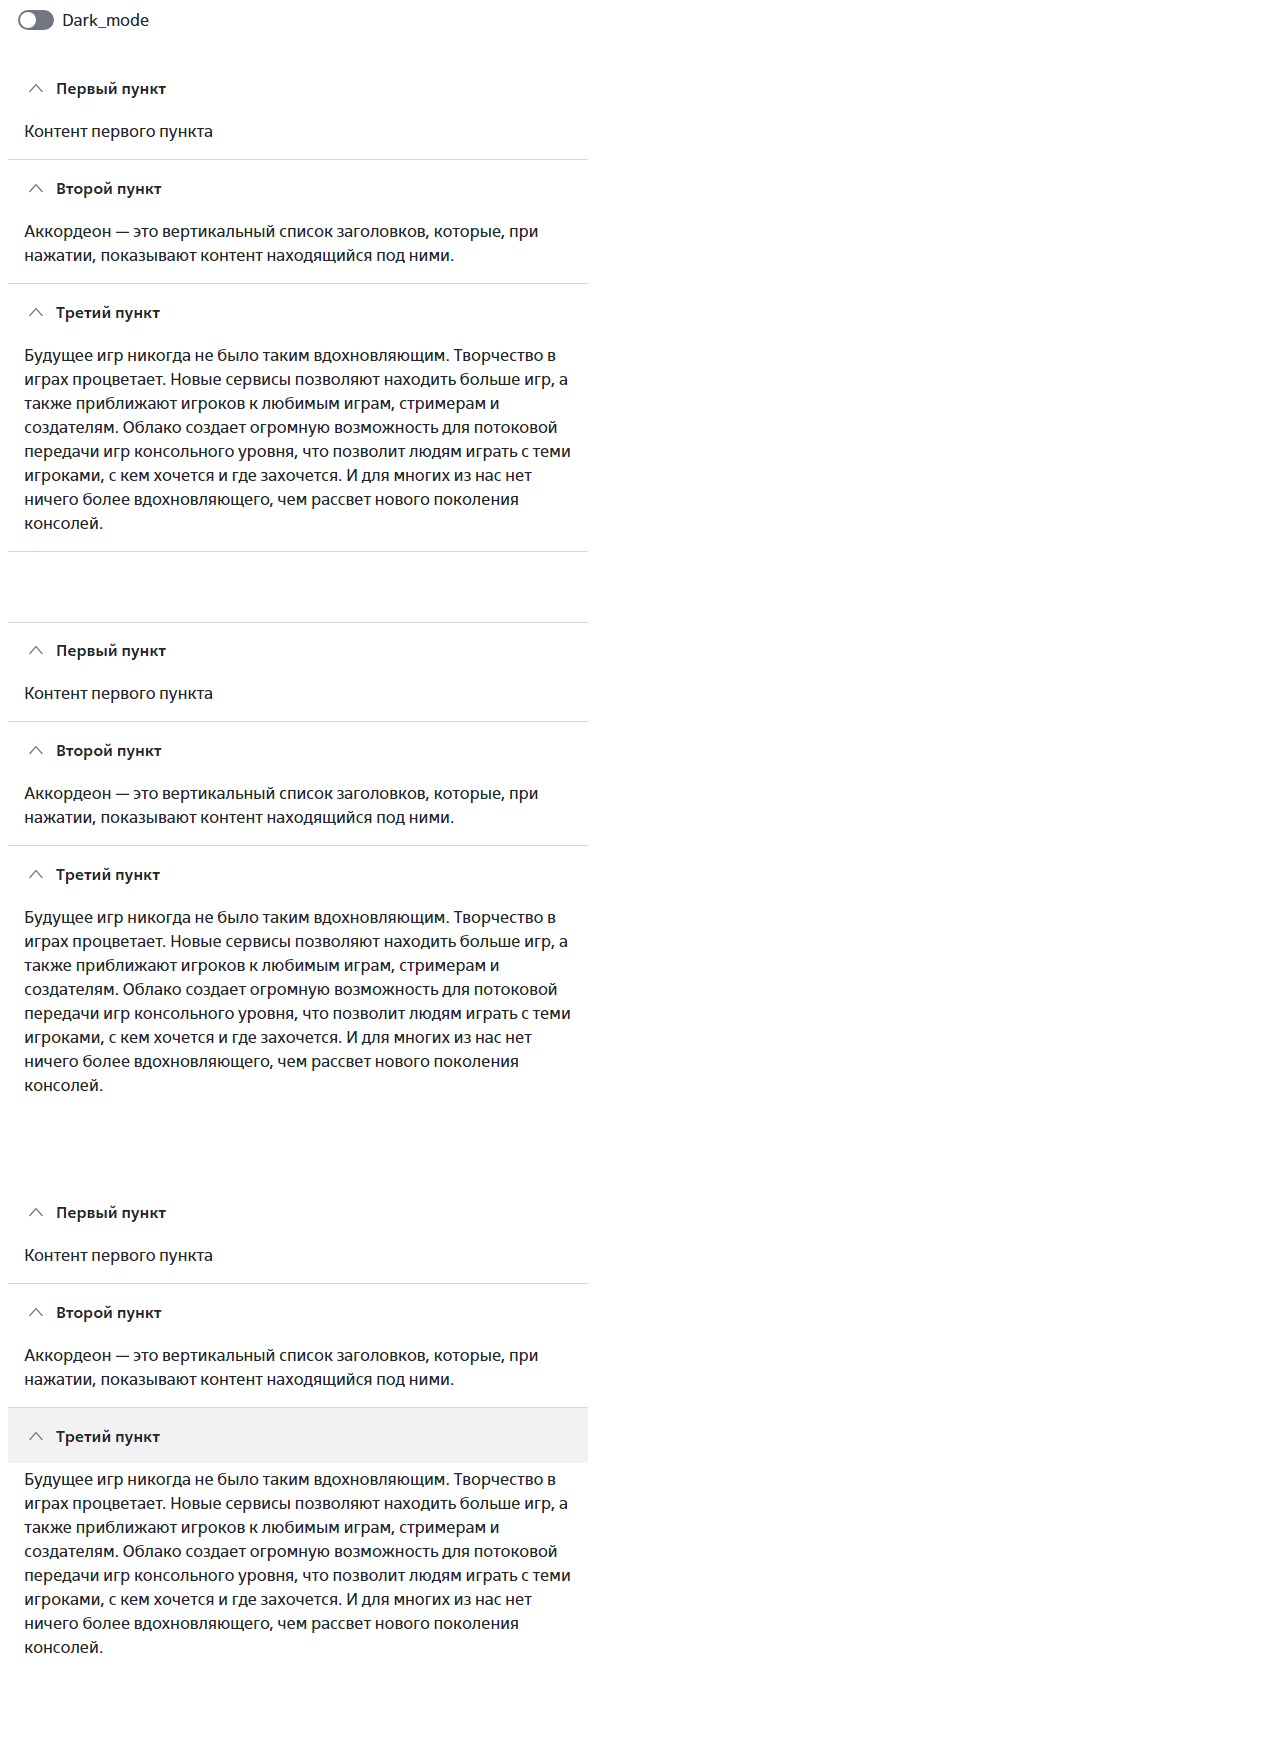 Dark_mode
Первый пункт
Контент первого пункта
Второй пункт
Аккордеон — это вертикальный список заголовков, которые, при
нажатии, показывают контент находящийся под ними.
Третий пункт
Будущее игр никогда не было таким вдохновляющим. Творчество в
играх процветает. Новые сервисы позволяют находить больше игр, а
также приближают игроков к любимым играм, стримерам и
создателям. Облако создает огромную возможность для потоковой
передачи игр консольного уровня, что позволит людям играть с теми
игроками, с кем хочется и где захочется. И для многих из нас нет
ничего более вдохновляющего, чем рассвет нового поколения
консолей.
Первый пункт
Контент первого пункта
Второй пункт
Аккордеон — это вертикальный список заголовков, которые, при
нажатии, показывают контент находящийся под ними.
Третий пункт
Будущее игр никогда не было таким вдохновляющим. Творчество в
играх процветает. Новые сервисы позволяют находить больше игр, а
также приближают игроков к любимым играм, стримерам и
создателям. Облако создает огромную возможность для потоковой
передачи игр консольного уровня, что позволит людям играть с теми
игроками, с кем хочется и где захочется. И для многих из нас нет
ничего более вдохновляющего, чем рассвет нового поколения
консолей.
Первый пункт
Контент первого пункта
Второй пункт
Аккордеон — это вертикальный список заголовков, которые, при
нажатии, показывают контент находящийся под ними.
Третий пункт
Будущее игр никогда не было таким вдохновляющим. Творчество в
играх процветает. Новые сервисы позволяют находить больше игр, а
также приближают игроков к любимым играм, стримерам и
создателям. Облако создает огромную возможность для потоковой
передачи игр консольного уровня, что позволит людям играть с теми
игроками, с кем хочется и где захочется. И для многих из нас нет
ничего более вдохновляющего, чем рассвет нового поколения
консолей.